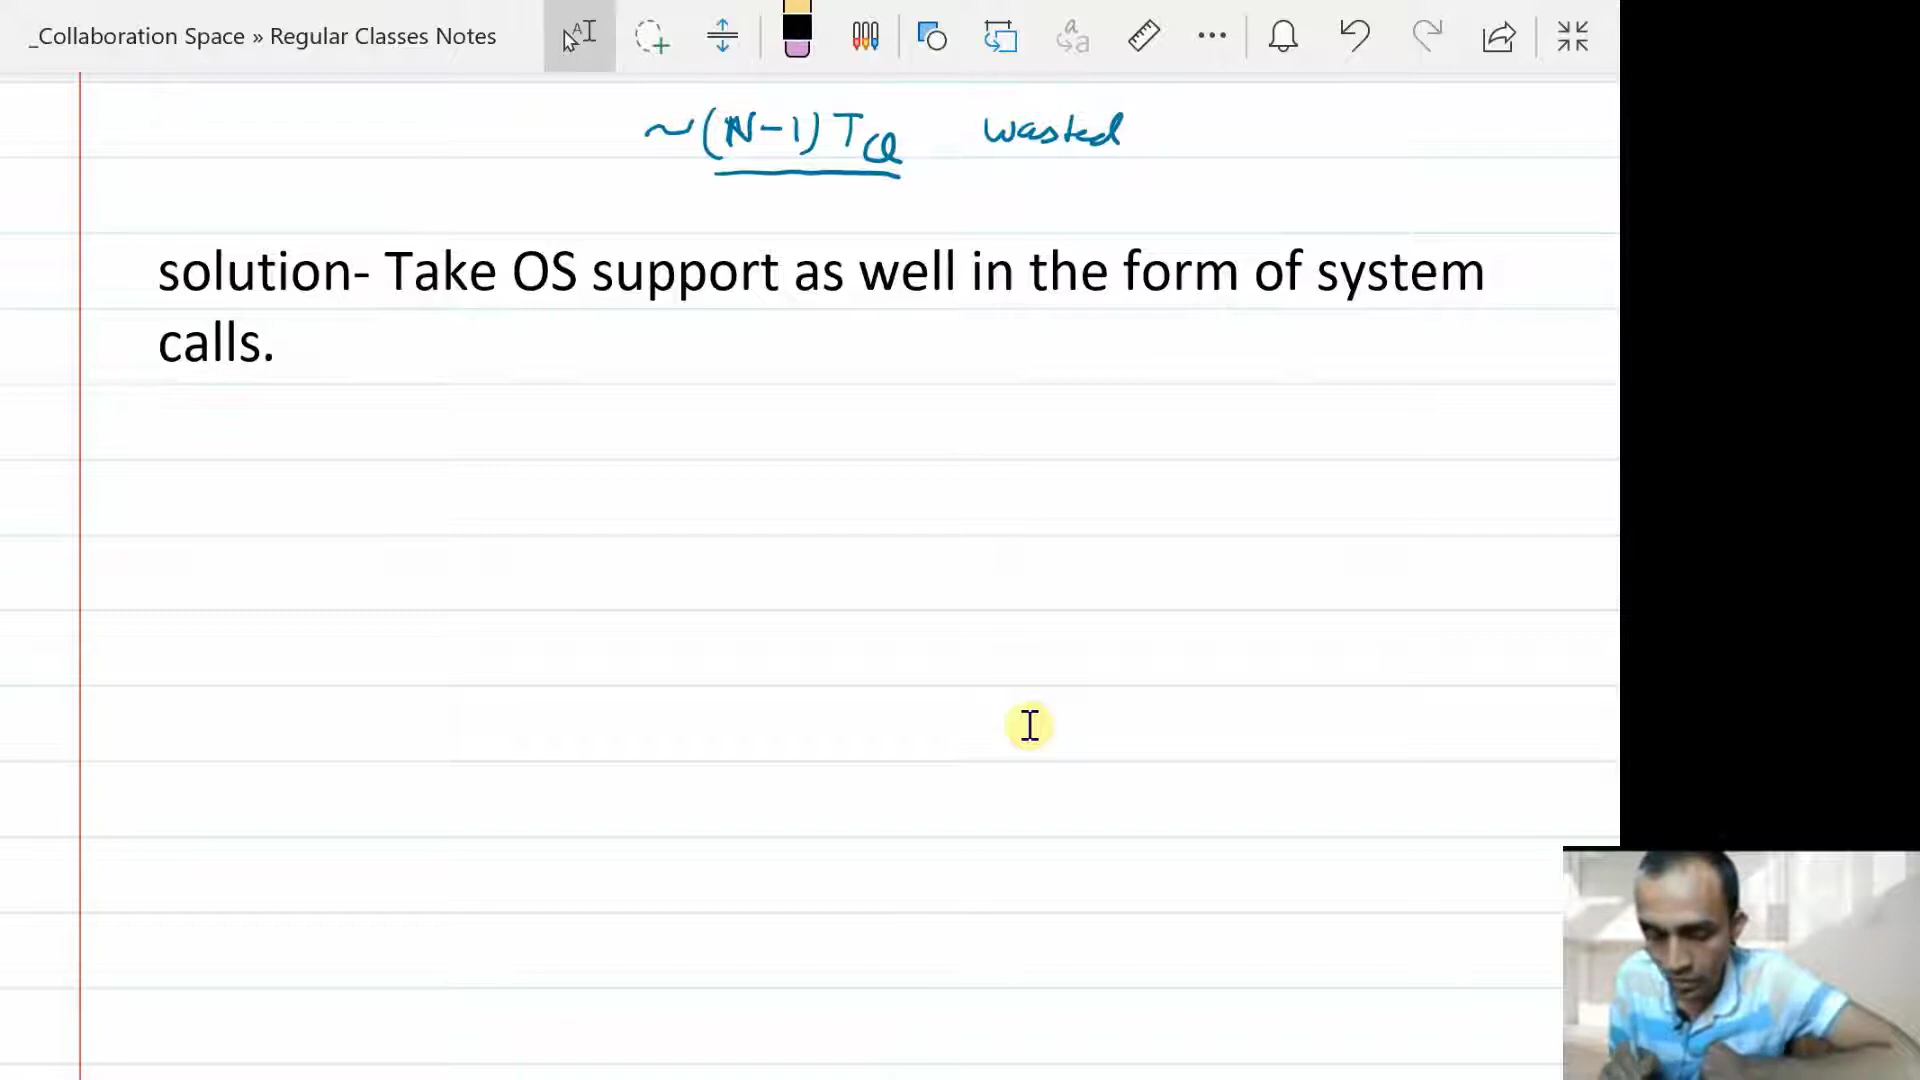 _Collaboration Space » Regular Classes Notes
~(N-1) T_CQ wasted
solution- Take OS support as well in the form of system
calls.